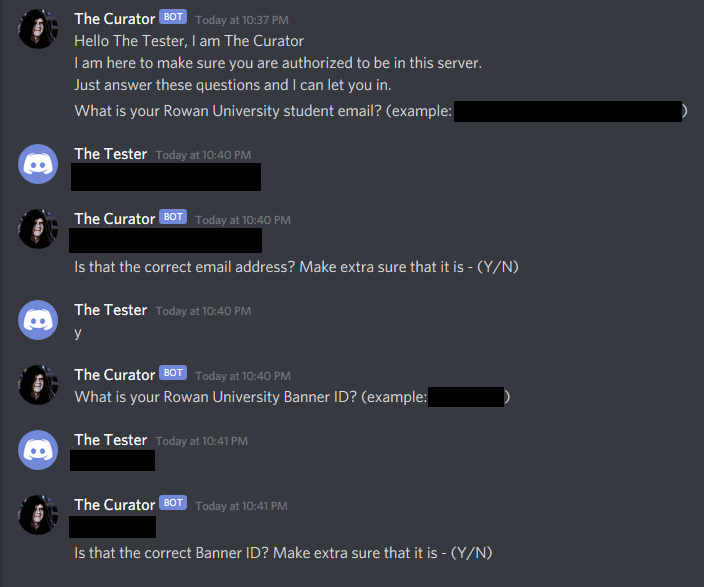 The Curator BOT Today at 10:37 PM
Hello The Tester, I am The Curator
I am here to make sure you are authorized to be in this server.
Just answer these questions and I can let you in.
What is your Rowan University student email? (example: )
The Tester Today at 10:40 PM
The Curator BOT Today at 10:40 PM
Is that the correct email address? Make extra sure that it is - (Y/N)
The Tester Today at 10:40 PM
y
The Curator BOT Today at 10:40 PM
What is your Rowan University Banner ID? (example: )
The Tester Today at 10:41 PM
The Curator BOT Today at 10:41 PM
Is that the correct Banner ID? Make extra sure that it is - (Y/N)